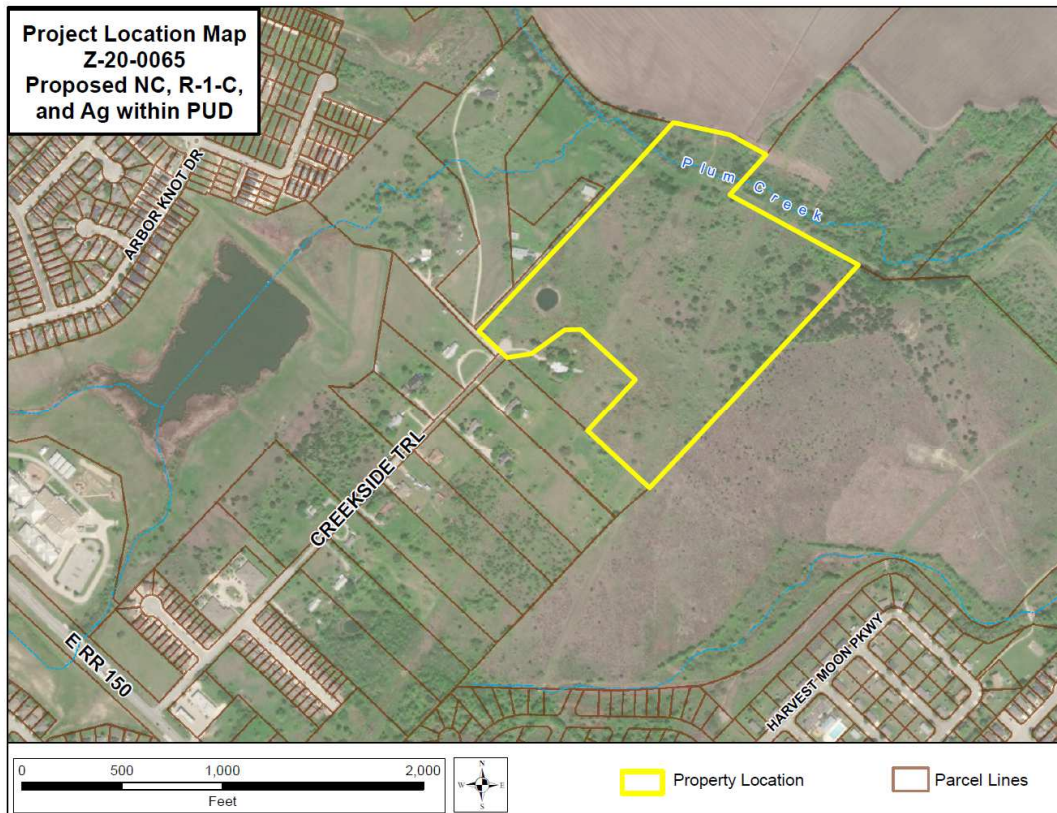 Project Location Map
Z-20-0065
Proposed NC, R-1-C,
and Ag within PUD
ARBOR KNOT DR
Plum Creek
CREEKSIDE TRL
E RR 150
HARVEST MOON PKWY
0 500 1,000 2,000
Feet
N
W E
S
Property Location
Parcel Lines